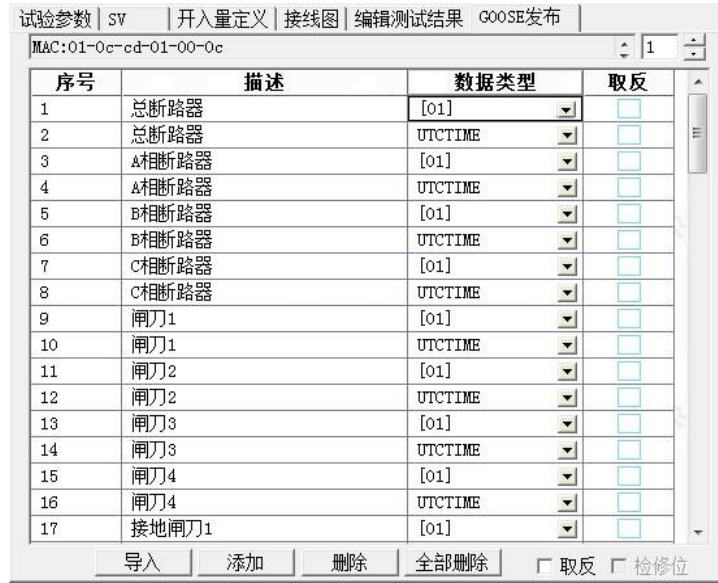 试验参数 SV 开入量定义 接线图 编辑测试结果 GOOSE发布
MAC:01-0c-cd-01-00-0c 1
序号 描述 数据类型 取反
1 总断路器 [01]
2 总断路器 UTCTIME
3 A相断路器 [01]
4 A相断路器 UTCTIME
5 B相断路器 [01]
6 B相断路器 UTCTIME
7 C相断路器 [01]
8 C相断路器 UTCTIME
9 闸刀1 [01]
10 闸刀1 UTCTIME
11 闸刀2 [01]
12 闸刀2 UTCTIME
13 闸刀3 [01]
14 闸刀3 UTCTIME
15 闸刀4 [01]
16 闸刀4 UTCTIME
17 接地闸刀1 [01]
导入 添加 删除 全部删除 取反 检修位